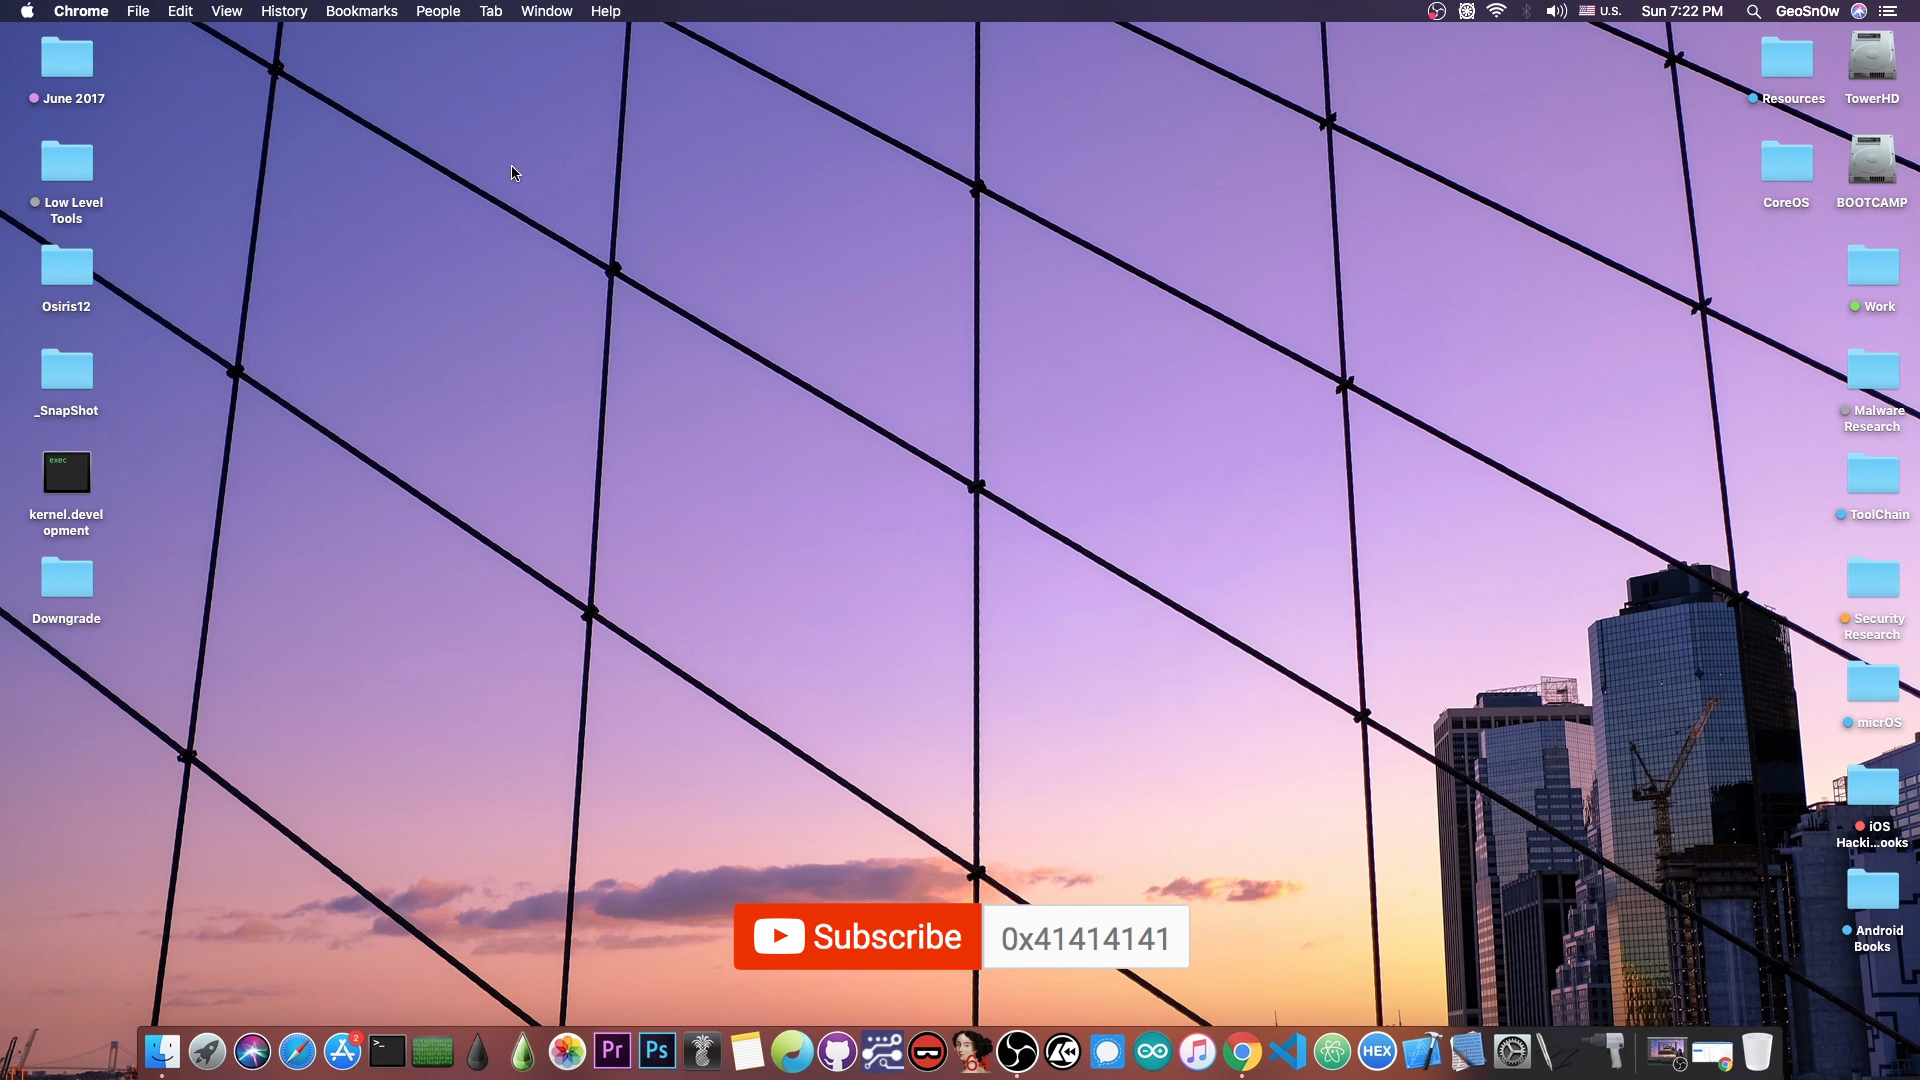 Chrome File Edit View History Bookmarks People Tab Window Help
U.S. Sun 7:22 PM GeoSn0w
June 2017
Low Level
Tools
Osiris12
_SnapShot
exec
kernel.devel
opment
Downgrade
Resources
TowerHD
CoreOS
BOOTCAMP
Work
Malware
Research
ToolChain
Security
Research
micrOS
iOS
Hacki...ooks
Android
Books
Subscribe 0x41414141
2
>_
Pr
Ps
64
HEX